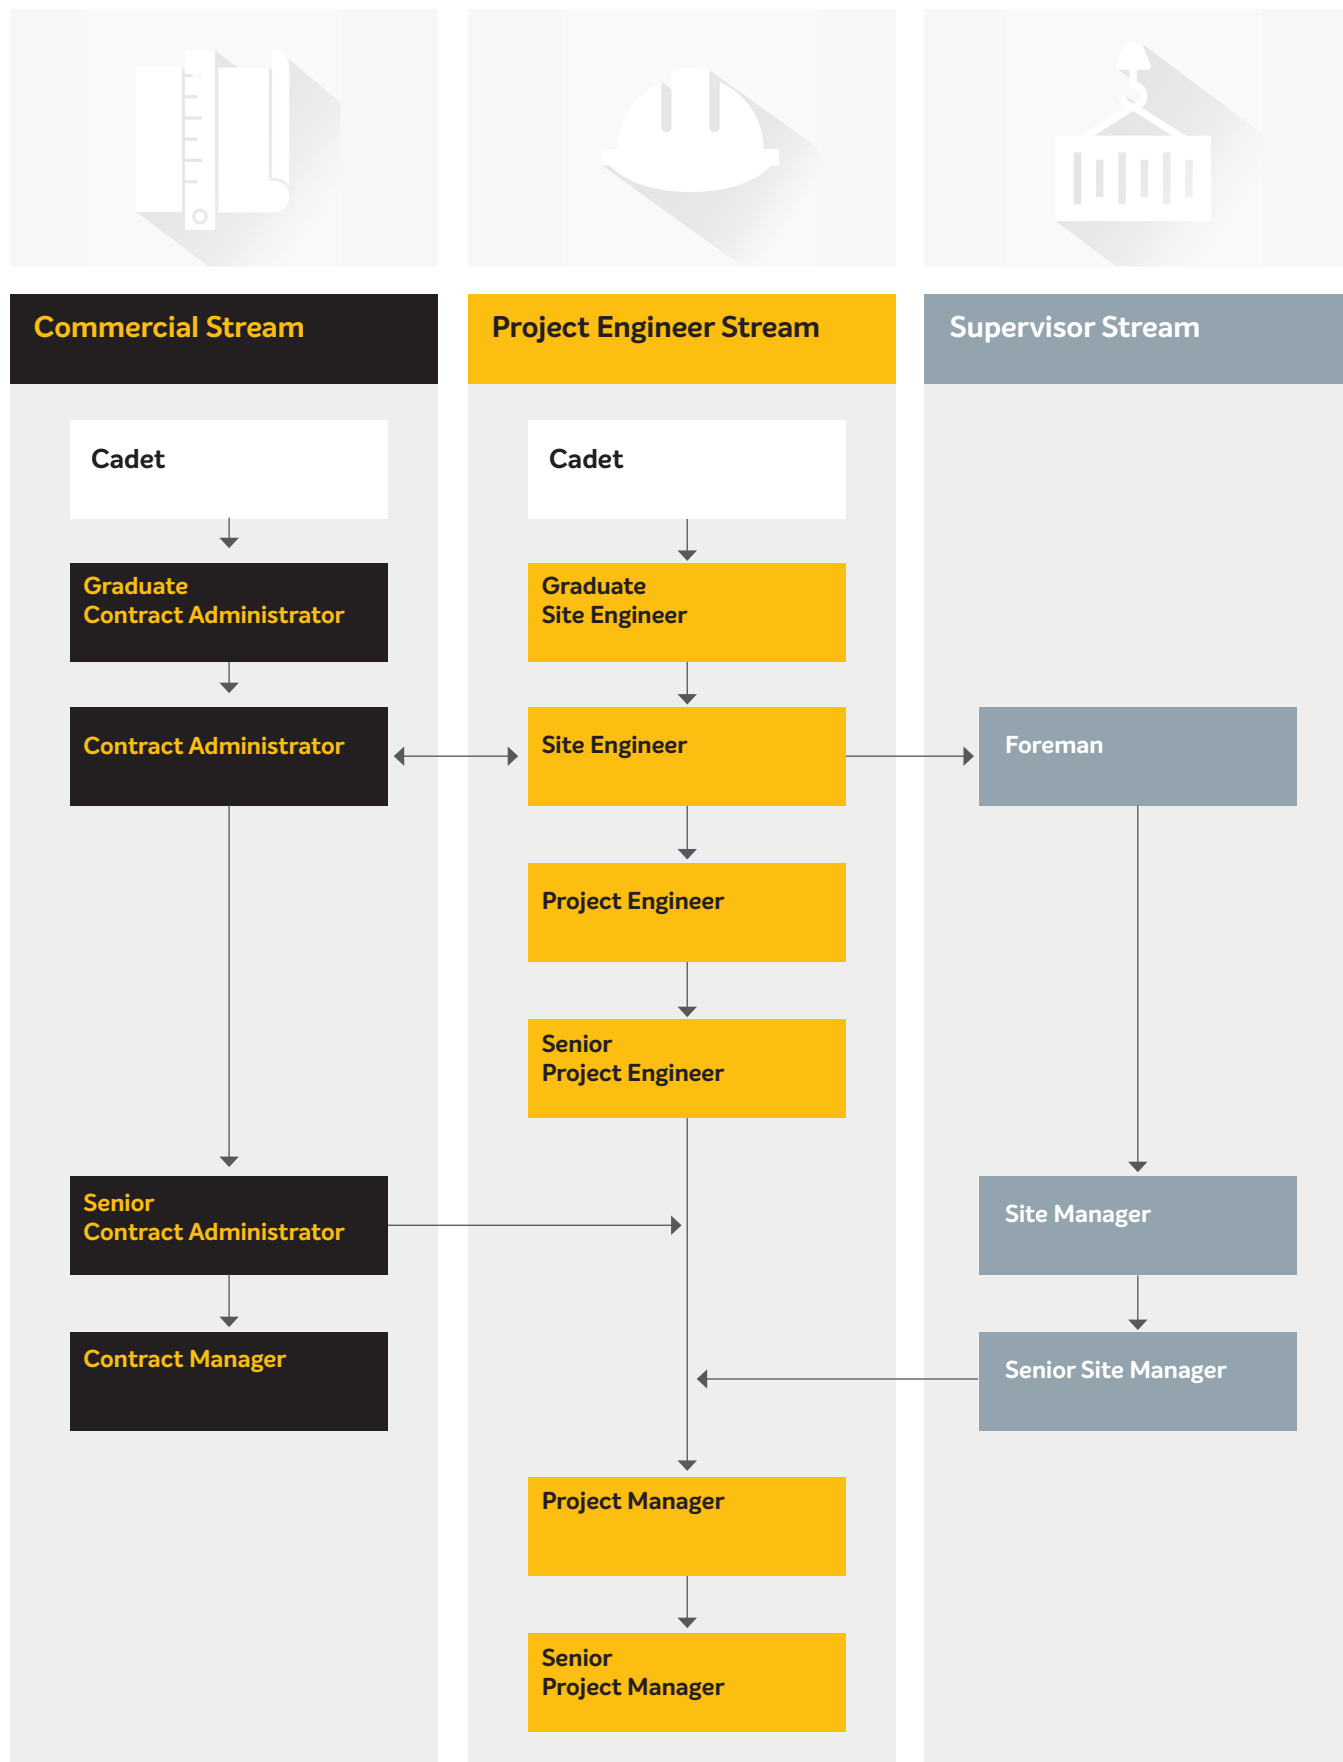 Commercial Stream
Cadet
Graduate
Contract Administrator
Contract Administrator
Senior
Contract Administrator
Contract Manager
Project Engineer Stream
Cadet
Graduate
Site Engineer
Site Engineer
Project Engineer
Senior
Project Engineer
Project Manager
Senior
Project Manager
Supervisor Stream
Foreman
Site Manager
Senior Site Manager